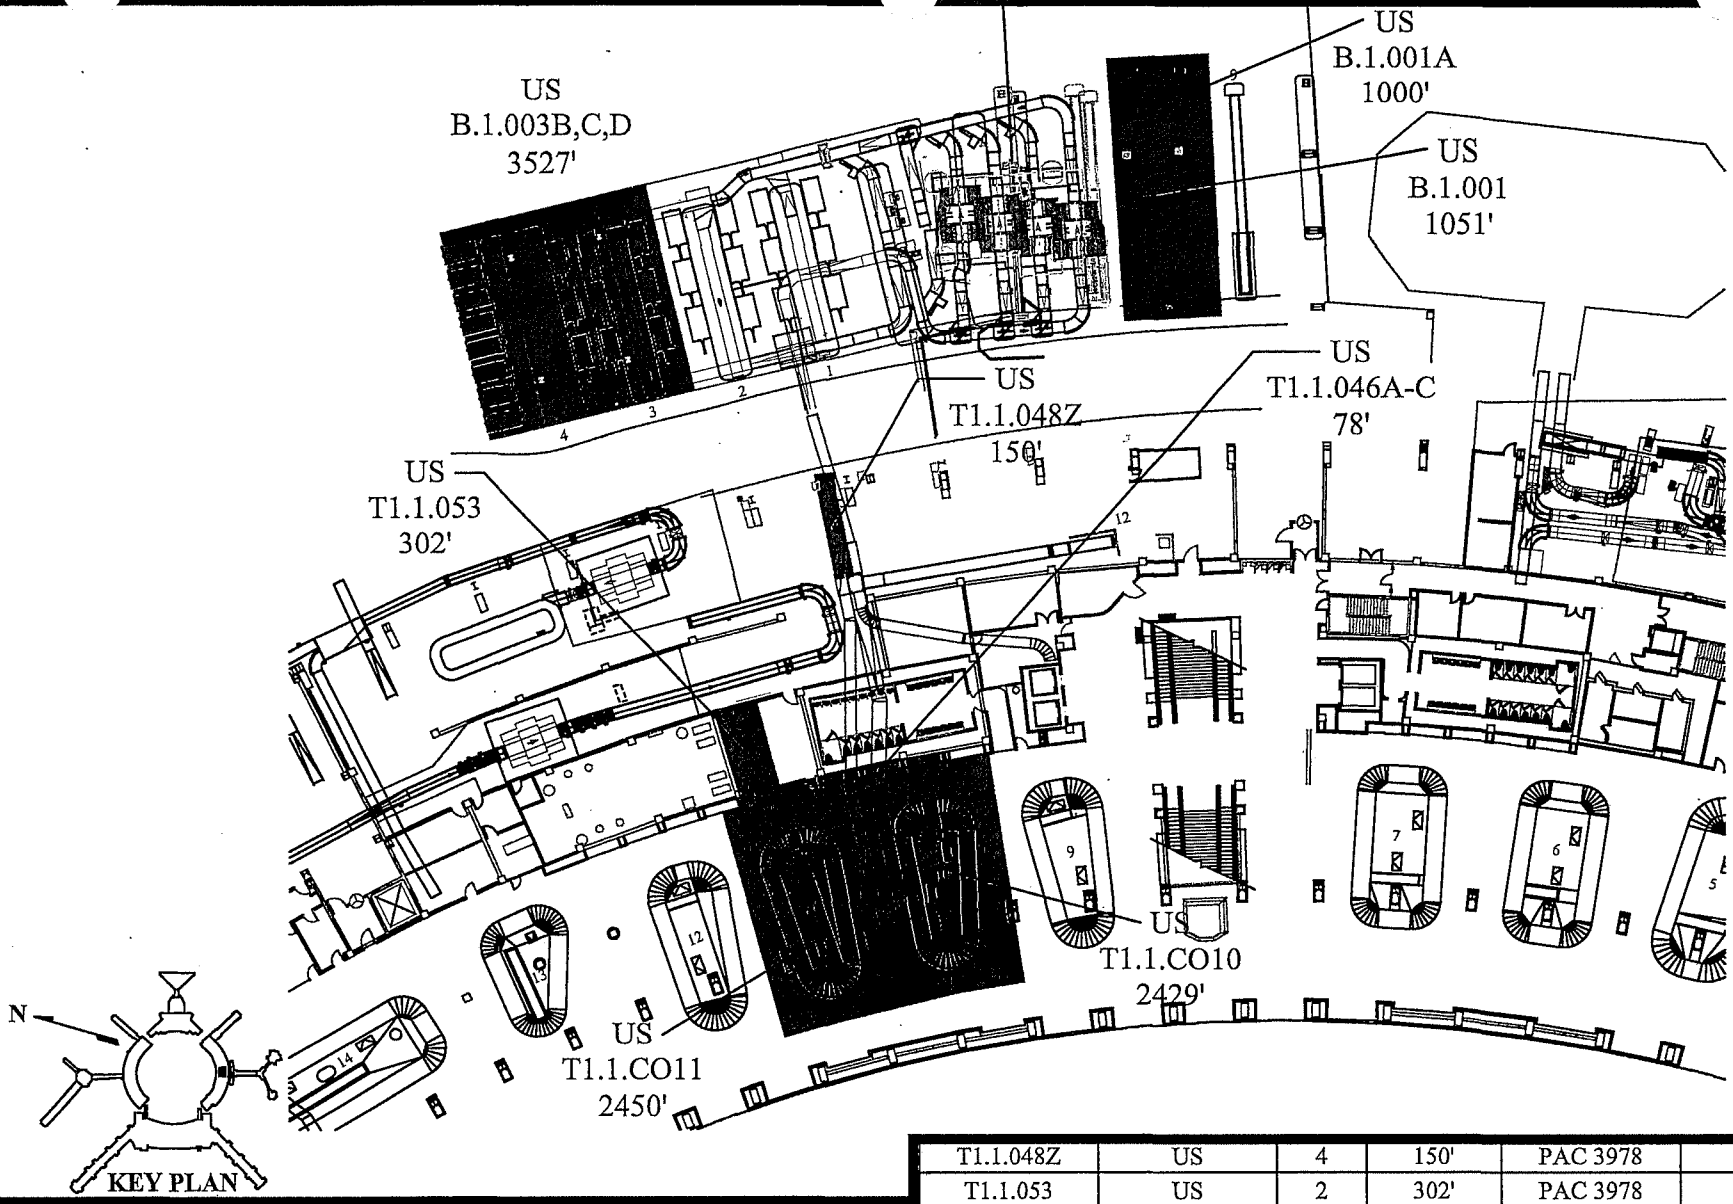 US
B.1.001A
1000'
US
B.1.003B,C,D
3527'
9
US
B.1.001
1051'
US
T1.1.048Z
150'
US
T1.1.046A-C
78'
1
2
3
4
US
T1.1.053
302'
12
9
7
6
5
12
13
14
US
T1.1.CO10
2429'
US
T1.1.CO11
2450'
N
KEY PLAN
T1.1.048Z US 4 150' PAC 3978
T1.1.053 US 2 302' PAC 3978